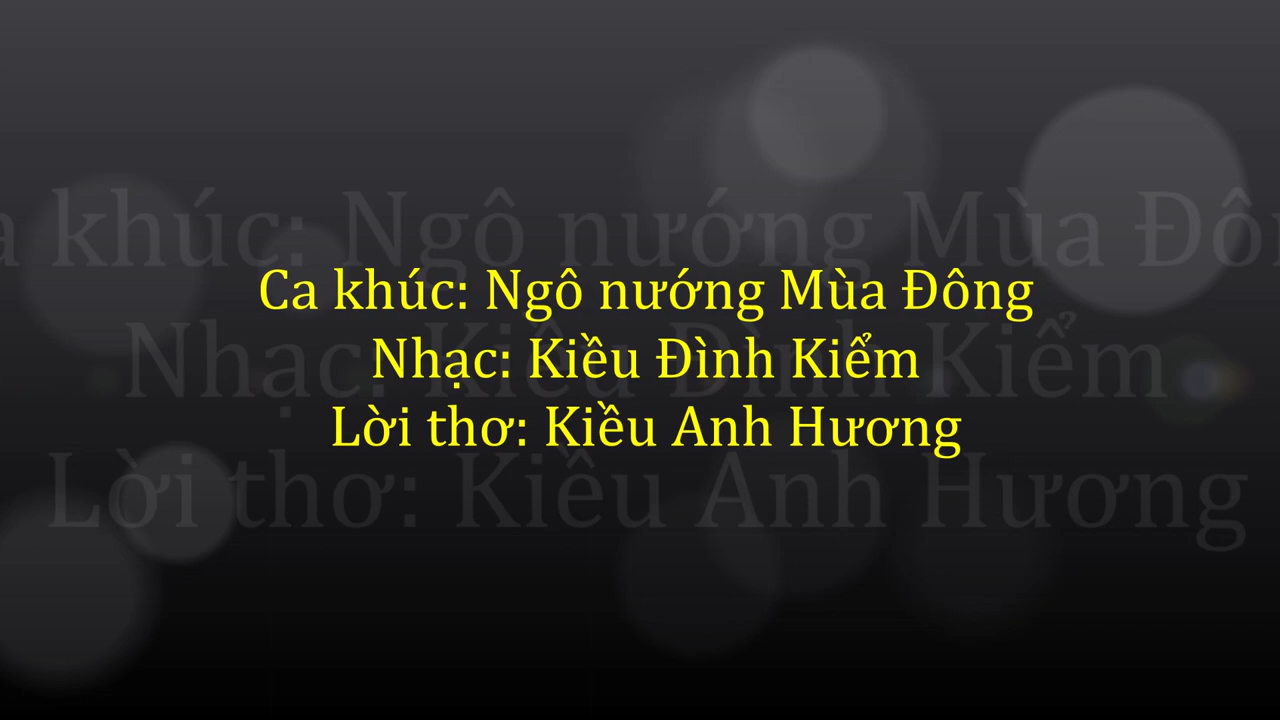 Ca khúc: Ngô nướng Mùa Đông
Nhạc: Kiều Đình Kiểm
Lời thơ: Kiều Anh Hương